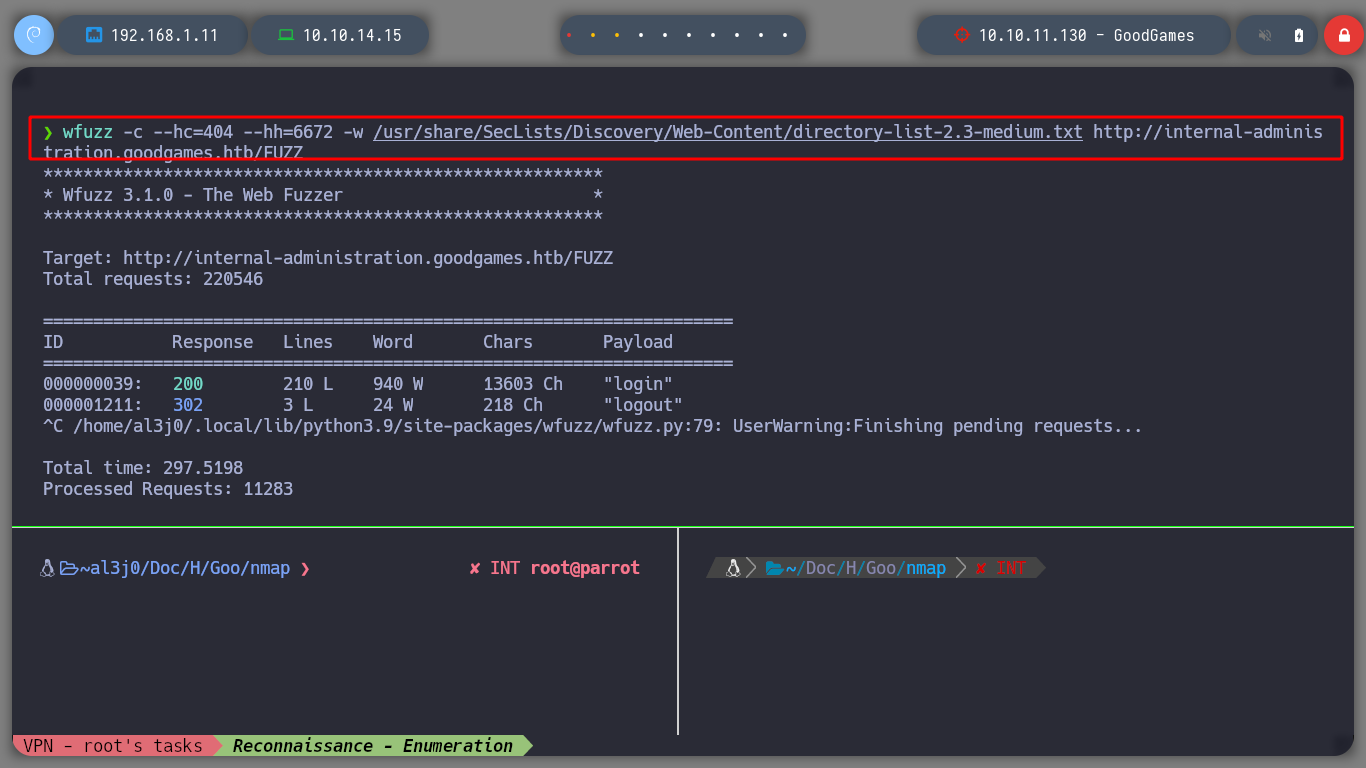 192.168.1.11
10.10.14.15
10.10.11.130 - GoodGames
❯ wfuzz -c --hc=404 --hh=6672 -w /usr/share/SecLists/Discovery/Web-Content/directory-list-2.3-medium.txt http://internal-adminis
tration.goodgames.htb/FUZZ
********************************************************
* Wfuzz 3.1.0 - The Web Fuzzer                         *
********************************************************
Target: http://internal-administration.goodgames.htb/FUZZ
Total requests: 220546
=====================================================================
ID           Response   Lines    Word       Chars       Payload
=====================================================================
000000039:   200        210 L    940 W      13603 Ch    "login"
000001211:   302        3 L      24 W       218 Ch      "logout"
^C /home/al3j0/.local/lib/python3.9/site-packages/wfuzz/wfuzz.py:79: UserWarning:Finishing pending requests...
Total time: 297.5198
Processed Requests: 11283
~al3j0/Doc/H/Goo/nmap ❯ ✘ INT root@parrot
~/Doc/H/Goo/nmap ✘ INT
VPN - root's tasks
Reconnaissance - Enumeration